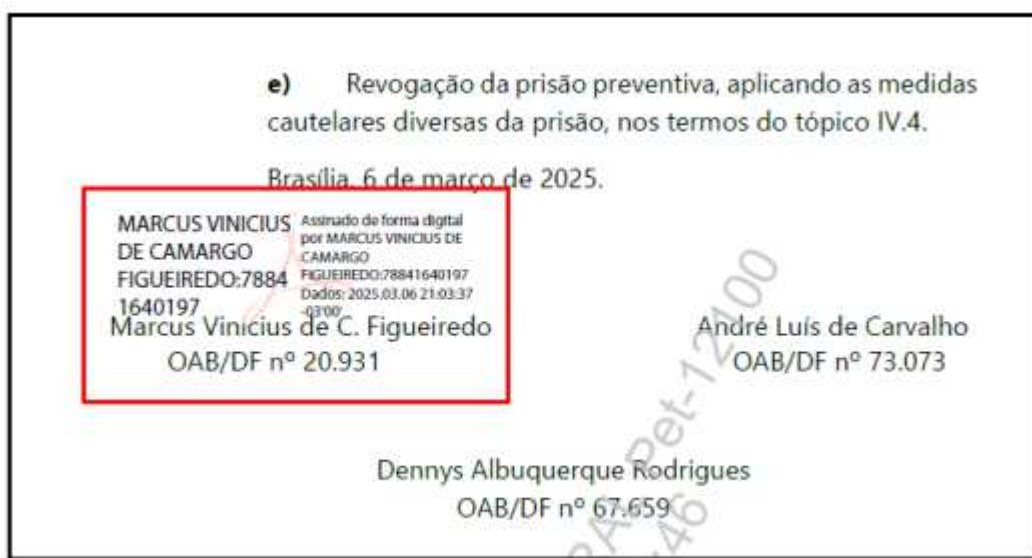 e) Revogação da prisão preventiva, aplicando as medidas
cautelares diversas da prisão, nos termos do tópico IV.4.
Brasília, 6 de março de 2025.
MARCUS VINICIUS
DE CAMARGO
FIGUEIREDO:7884
1640197
Assinado de forma digital
por MARCUS VINICIUS DE
CAMARGO
FIGUEIREDO:78841640197
Dados: 2025.03.06 21:03:37
-03'00'
Marcus Vinicius de C. Figueiredo
OAB/DF nº 20.931
André Luís de Carvalho
OAB/DF nº 73.073
Dennys Albuquerque Rodrigues
OAB/DF nº 67.659
Pet-12100